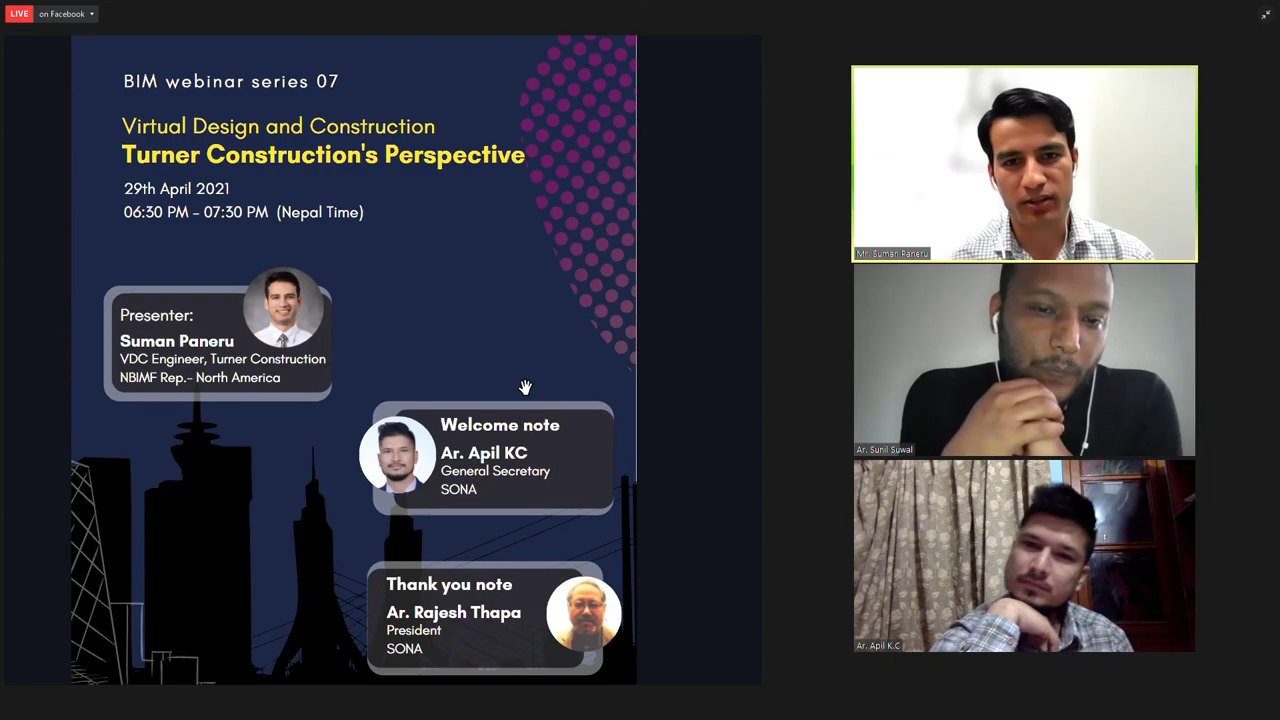 LIVE on Facebook
BIM webinar series 07
Virtual Design and Construction
Turner Construction's Perspective
29th April 2021
06:30 PM – 07:30 PM (Nepal Time)
Presenter:
Suman Paneru
VDC Engineer, Turner Construction
NBIMF Rep.- North America
Welcome note
Ar. Apil KC
General Secretary
SONA
Thank you note
Ar. Rajesh Thapa
President
SONA
Mr. Suman Paneru
Ar. Sunil Suwal
Ar. Apil K.C